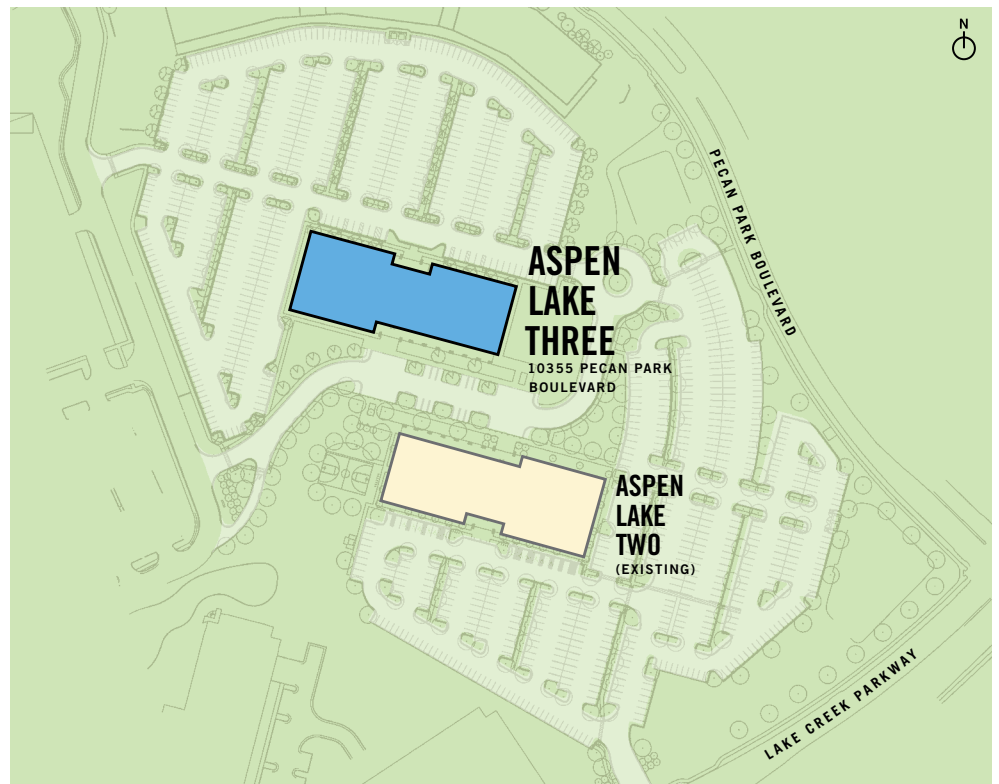 N
PECAN PARK BOULEVARD
ASPEN
LAKE
THREE
10355 PECAN PARK
BOULEVARD
ASPEN
LAKE
TWO
(EXISTING)
LAKE CREEK PARKWAY